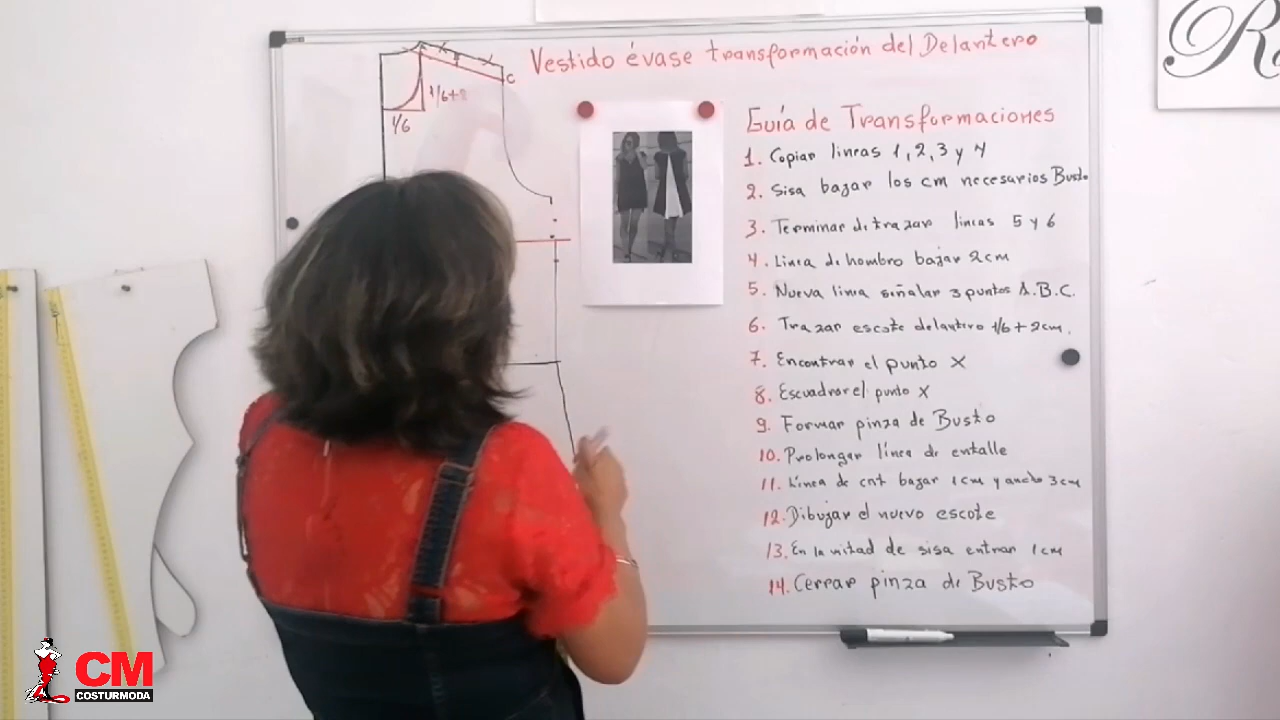 Vestido évase transformación del Delantero
C
1/6+2
1/6
Guía de Transformaciones
1. Copiar lineas 1, 2, 3 y 4
2. Sisa bajar los cm necesarios Busto
3. Terminar de trazar lineas 5 y 6
4. Linea de hombro bajar 2cm
5. Nueva linia siñalar 3 puntos A.B.C.
6. Trazar escote delantero 1/6 + 2cm.
7. Encontrar el punto X
8. Escuadrar el punto X
9. Formar pinza de Busto
10. Prolongar línea de entalle
11. Linea de cnt bajar 1cm y ancho 3cm
12. Dibujar el nuevo escote
13. En la mitad de sisa entrar 1cm
14. Cerrar pinza de Busto
CM
COSTURMODA